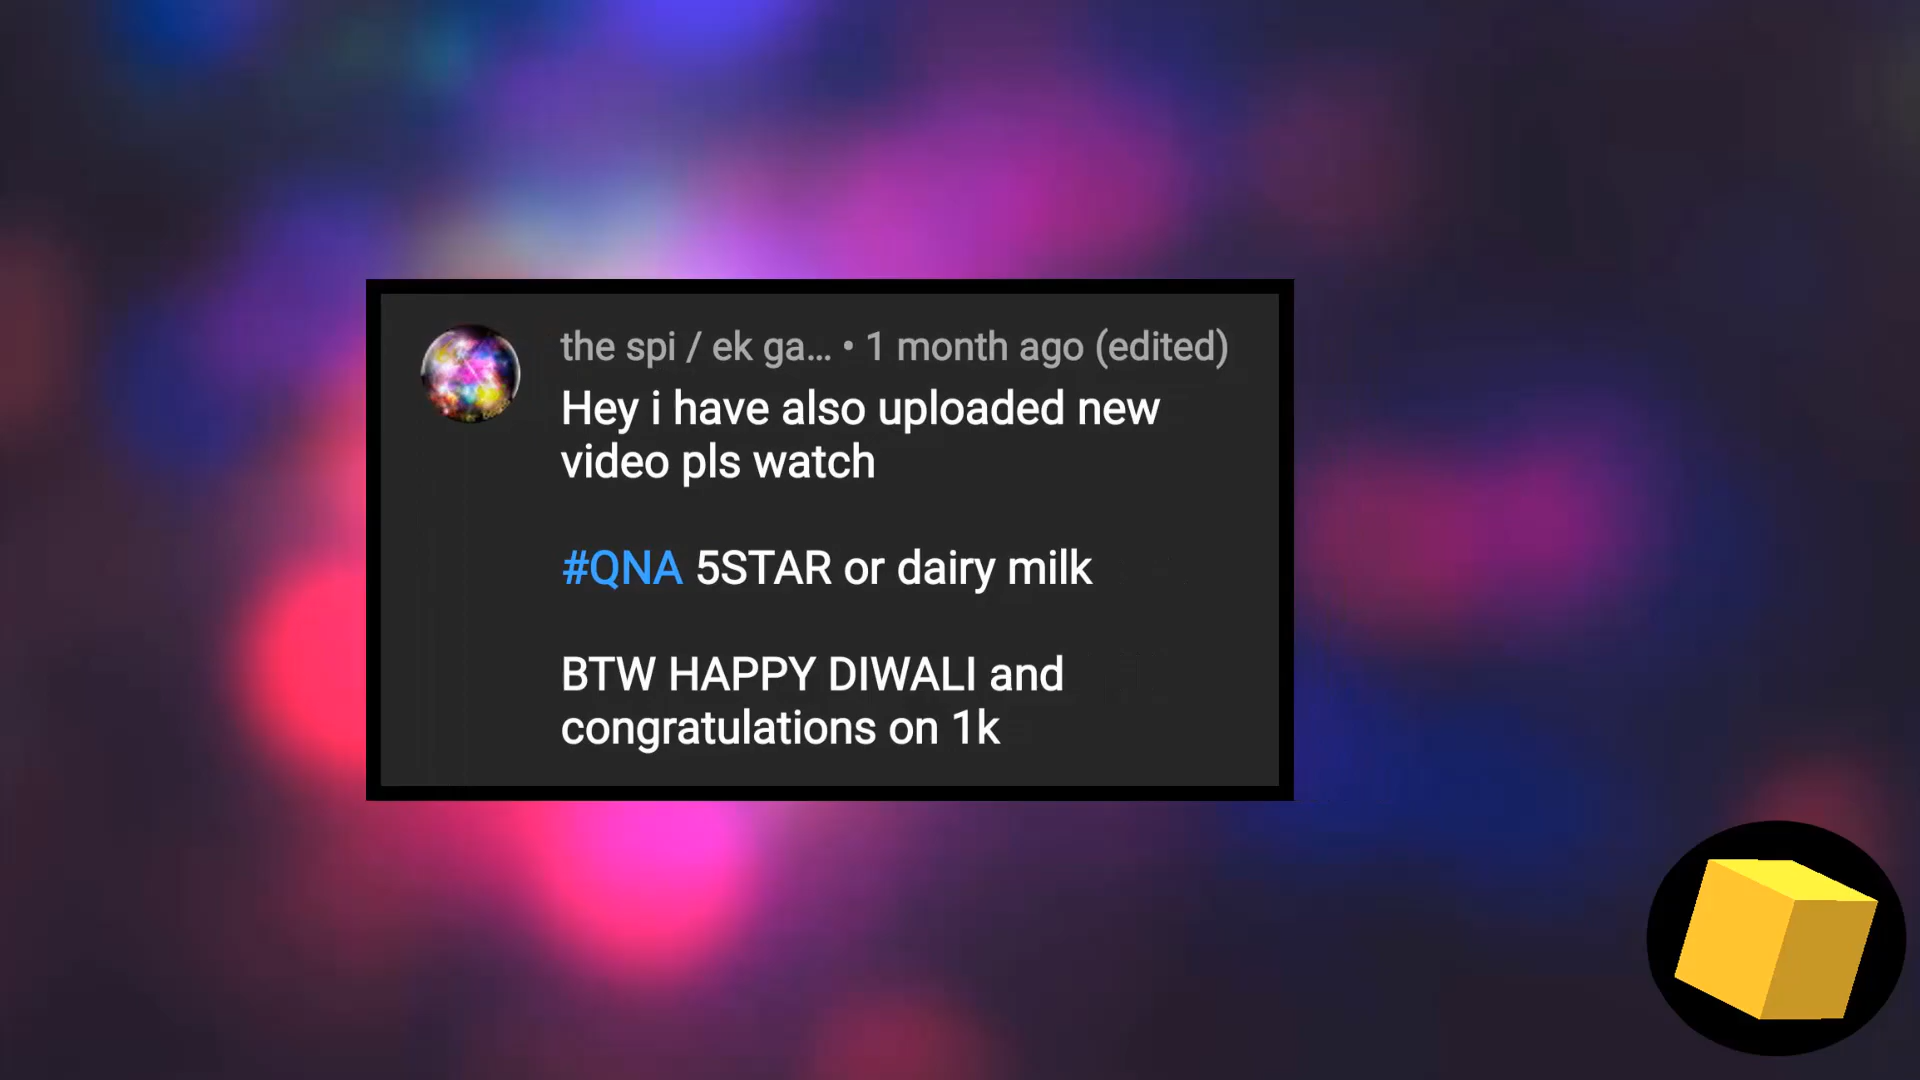 the spi / ek ga... • 1 month ago (edited)
Hey i have also uploaded new
video pls watch
#QNA 5STAR or dairy milk
BTW HAPPY DIWALI and
congratulations on 1k